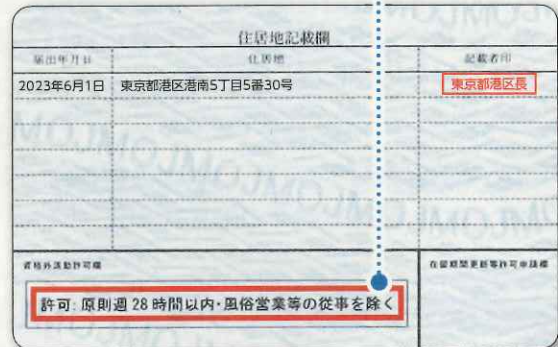 住居地記載欄
届出年月日 住居地 記載者印
2023年6月1日 東京都港区港南5丁目5番30号 東京都港区長
資格外活動許可欄 在留期間更新等許可申請欄
許可: 原則週28時間以内・風俗営業等の従事を除く